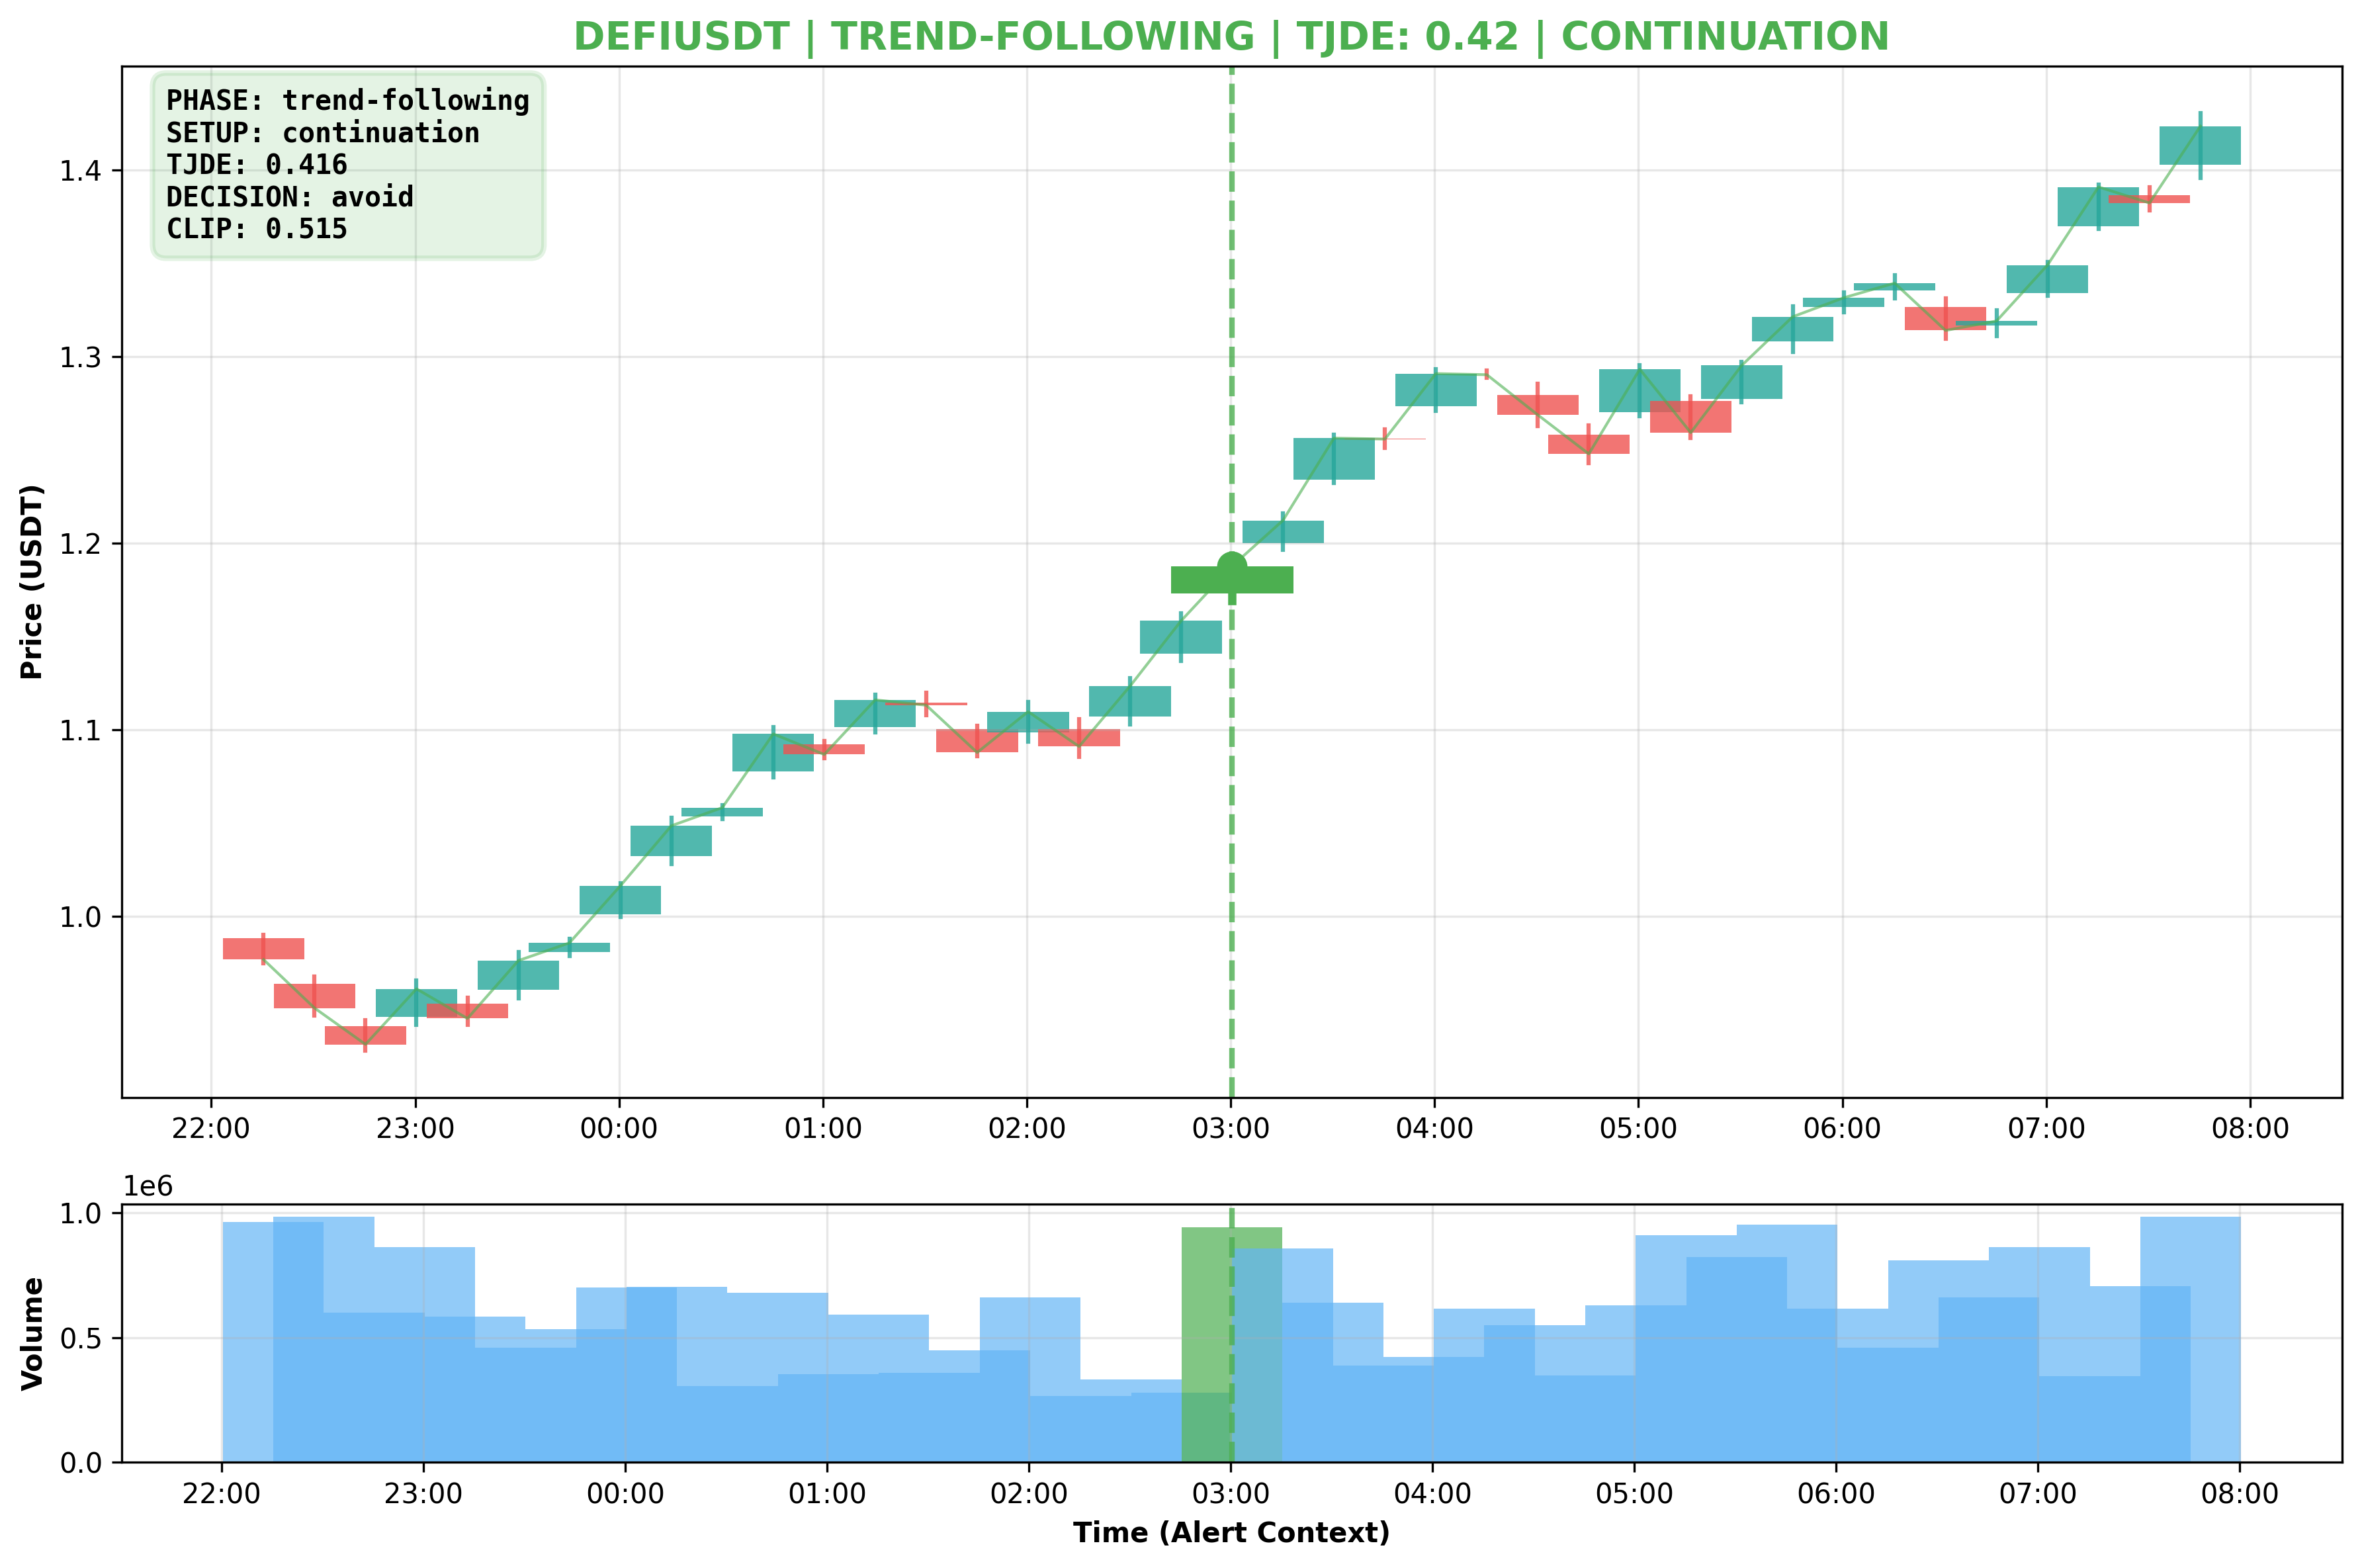 DEFIUSDT | TREND-FOLLOWING | TJDE: 0.42 | CONTINUATION
PHASE: trend-following
SETUP: continuation
TJDE: 0.416
DECISION: avoid
CLIP: 0.515
Price (USDT)
1.4
1.3
1.2
1.1
1.0
22:00 23:00 00:00 01:00 02:00 03:00 04:00 05:00 06:00 07:00 08:00
1e6
Volume
1.0
0.5
0.0
22:00 23:00 00:00 01:00 02:00 03:00 04:00 05:00 06:00 07:00 08:00
Time (Alert Context)